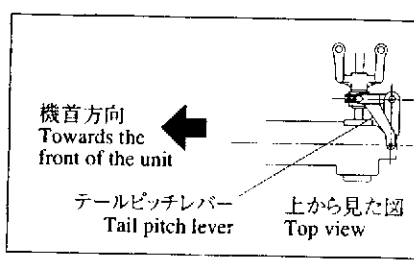 機首方向
Towards the
front of the unit
テールピッチレバー
Tail pitch lever
上から見た図
Top view